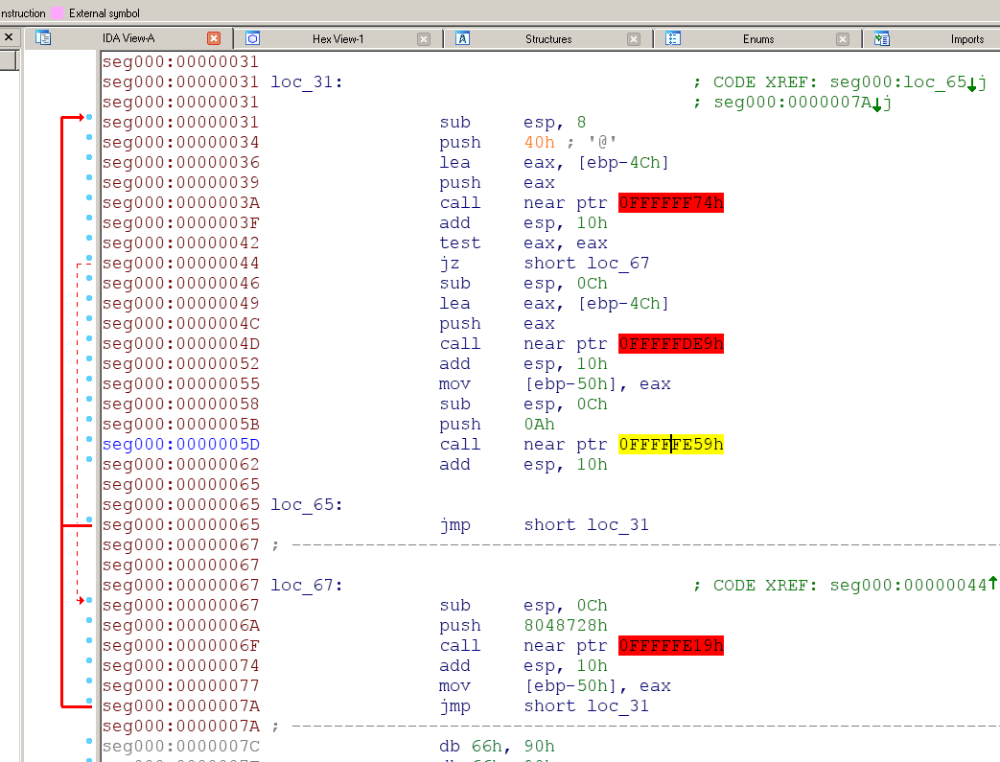 nstruction External symbol
IDA View-A Hex View-1 Structures Enums Imports
seg000:00000031
seg000:00000031 loc_31: ; CODE XREF: seg000:loc_65↓j
seg000:00000031 ; seg000:0000007A↓j
seg000:00000031 sub esp, 8
seg000:00000034 push 40h ; '@'
seg000:00000036 lea eax, [ebp-4Ch]
seg000:00000039 push eax
seg000:0000003A call near ptr 0FFFFFF74h
seg000:0000003F add esp, 10h
seg000:00000042 test eax, eax
seg000:00000044 jz short loc_67
seg000:00000046 sub esp, 0Ch
seg000:00000049 lea eax, [ebp-4Ch]
seg000:0000004C push eax
seg000:0000004D call near ptr 0FFFFFDE9h
seg000:00000052 add esp, 10h
seg000:00000055 mov [ebp-50h], eax
seg000:00000058 sub esp, 0Ch
seg000:0000005B push 0Ah
seg000:0000005D call near ptr 0FFFFFE59h
seg000:00000062 add esp, 10h
seg000:00000065
seg000:00000065 loc_65:
seg000:00000065 jmp short loc_31
seg000:00000067 ; ---------------------------------------------------------------------------
seg000:00000067
seg000:00000067 loc_67: ; CODE XREF: seg000:00000044↑
seg000:00000067 sub esp, 0Ch
seg000:0000006A push 8048728h
seg000:0000006F call near ptr 0FFFFFE19h
seg000:00000074 add esp, 10h
seg000:00000077 mov [ebp-50h], eax
seg000:0000007A jmp short loc_31
seg000:0000007A ; ---------------------------------------------------------------------------
seg000:0000007C db 66h, 90h